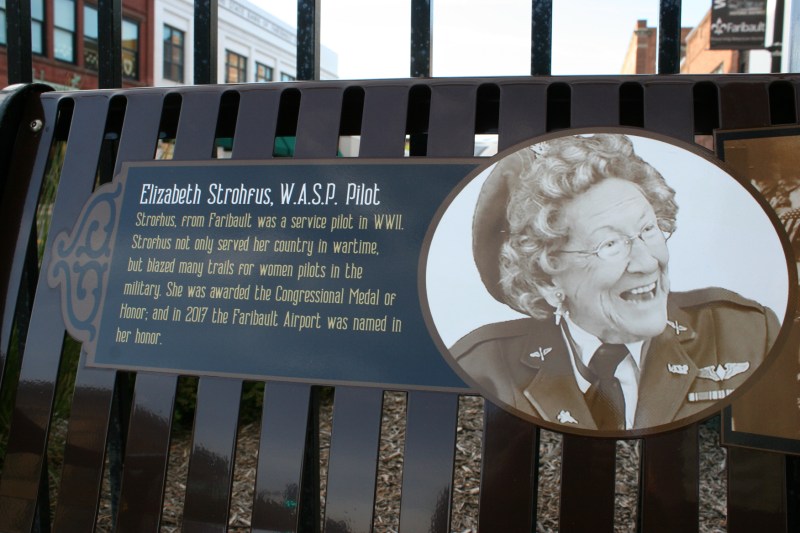 Elizabeth Strohfus, W.A.S.P. Pilot
Strofhus, from Faribault was a service pilot in WWII.
Strofhus not only served her country in wartime,
but blazed many trails for women pilots in the
military. She was awarded the Congressional Medal of
Honor; and in 2017 the Faribault Airport was named in
her honor.
Faribault